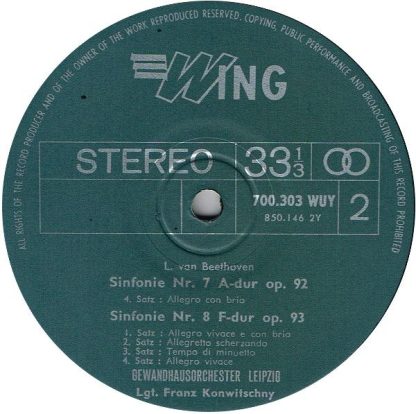 ALL RIGHTS OF THE RECORD PRODUCER AND OF THE OWNER OF THE WORK REPRODUCED RESERVED. COPYING, PUBLIC PERFORMANCE AND BROADCASTING OF THIS RECORD PROHIBITED
WING
STEREO 33 1/3
700.303 WUY
850.146 2Y
2
L. van Beethoven
Sinfonie Nr. 7 A-dur op. 92
4. Satz : Allegro con brio
Sinfonie Nr. 8 F-dur op. 93
1. Satz : Allegro vivace e con brio
2. Satz : Allegretto scherzando
3. Satz : Tempo di minuetto
4. Satz : Allegro vivace
GEWANDHAUSORCHESTER LEIPZIG
Lgt. Franz Konwitschny